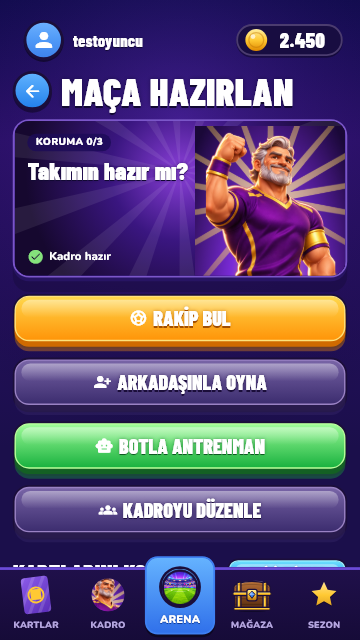 testoyuncu
2.450
MAÇA HAZIRLAN
KORUMA 0/3
Takımın hazır mı?
Kadro hazır
RAKİP BUL
ARKADAŞINLA OYNA
BOTLA ANTRENMAN
KADROYU DÜZENLE
KARTLAR
KADRO
ARENA
MAĞAZA
SEZON